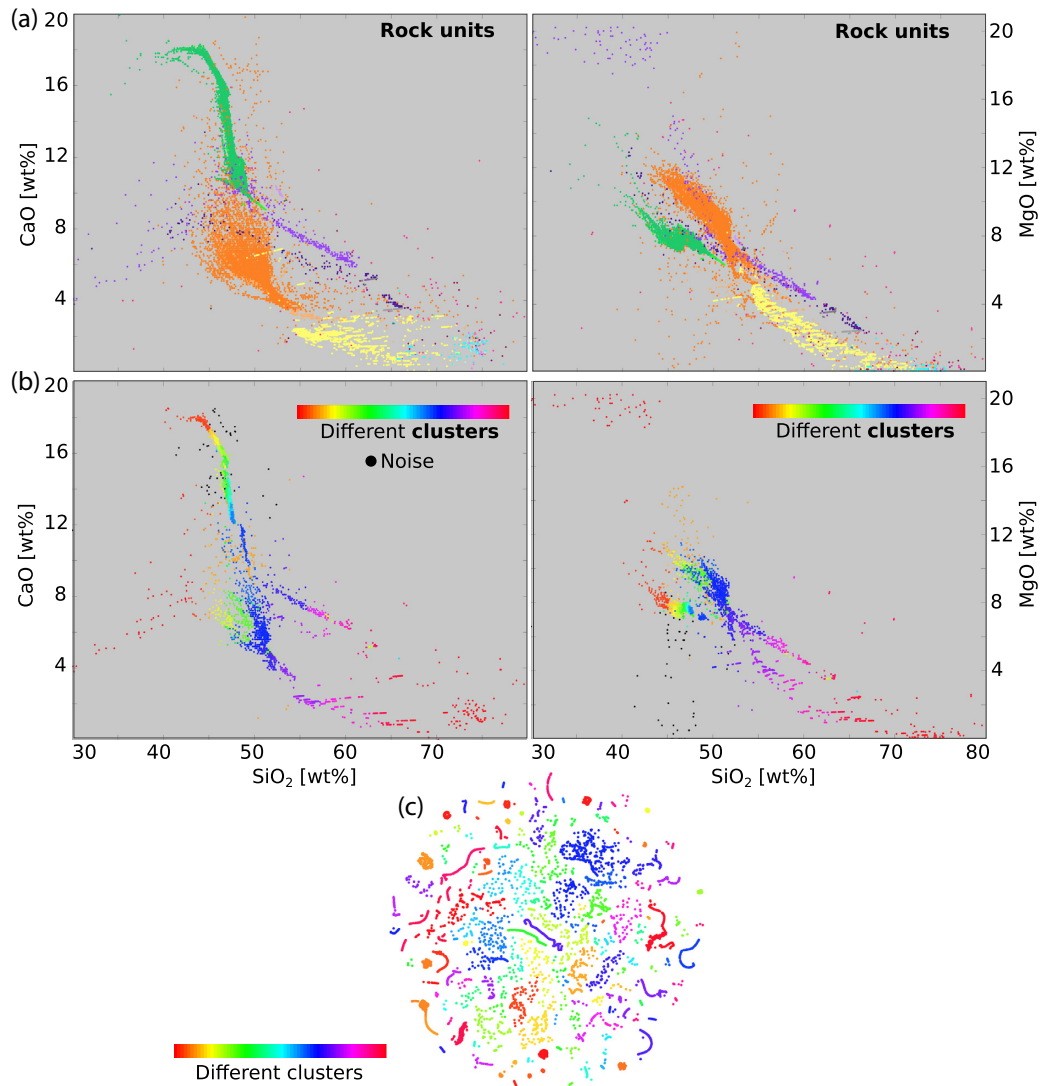 (a)
Rock units
Rock units
20
16
12
8
4
CaO [wt%]
20
16
12
8
4
MgO [wt%]
(b)
Different clusters
Noise
Different clusters
20
16
12
8
4
CaO [wt%]
20
16
12
8
4
MgO [wt%]
30 40 50 60 70
40 50 60 70 80
SiO₂ [wt%]
SiO₂ [wt%]
(c)
Different clusters